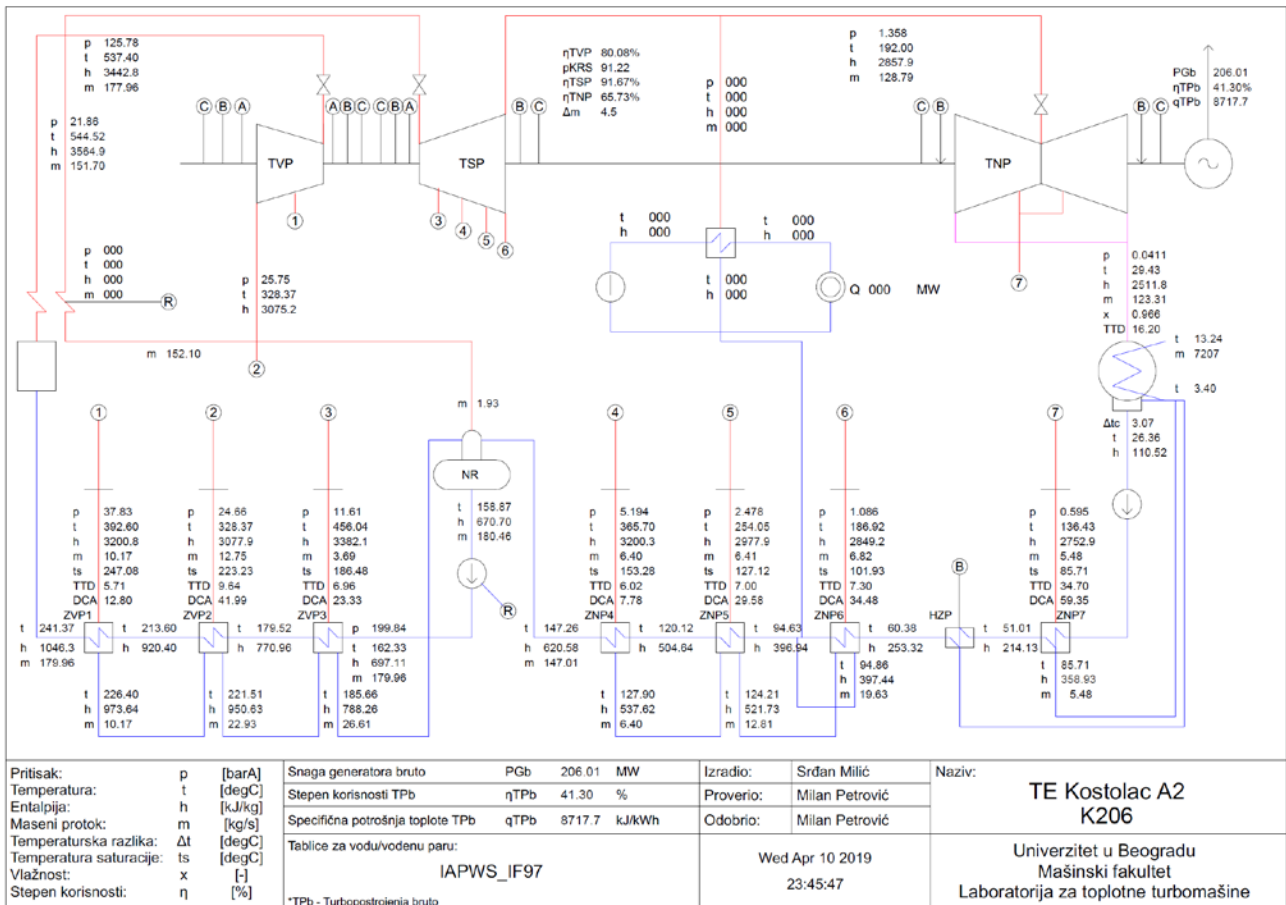 p 125.78
t 537.40
h 3442.8
m 177.96
p 21.86
t 544.52
h 3564.9
m 151.70
ηTVP 80.08%
pKRS 91.22
ηTSP 91.67%
ηTNP 65.73%
Δm 4.5
p 000
t 000
h 000
m 000
p 1.358
t 192.00
h 2857.9
m 128.79
PGb 206.01
ηTPb 41.30%
qTPb 8717.7
C B A
TVP
A B C C B A
TSP
B C
C B
TNP
B C
1
3
4
5
6
7
2
p 000
t 000
h 000
m 000
R
p 25.75
t 328.37
h 3075.2
m 152.10
t 000
h 000
t 000
h 000
t 000
h 000
Q 000 MW
p 0.0411
t 29.43
h 2511.8
m 123.31
x 0.966
TTD 16.20
t 13.24
m 7207
t 3.40
Δtc 3.07
t 26.36
h 110.52
m 1.93
NR
t 158.87
h 670.70
m 180.46
R
1
p 37.83
t 392.60
h 3200.8
m 10.17
ts 247.08
TTD 5.71
DCA 12.80
ZVP1
2
p 24.66
t 328.37
h 3077.9
m 12.75
ts 223.23
TTD 9.64
DCA 41.99
ZVP2
3
p 11.61
t 456.04
h 3382.1
m 3.69
ts 186.48
TTD 6.96
DCA 23.33
ZVP3
4
p 5.194
t 365.70
h 3200.3
m 6.40
ts 153.28
TTD 6.02
DCA 7.78
ZNP4
5
p 2.478
t 254.05
h 2977.9
m 6.41
ts 127.12
TTD 7.00
DCA 29.58
ZNP5
6
p 1.086
t 186.92
h 2849.2
m 6.82
ts 101.93
TTD 7.30
DCA 34.48
ZNP6
B
HZP
7
p 0.595
t 136.43
h 2752.9
m 5.48
ts 85.71
TTD 34.70
DCA 59.35
ZNP7
t 241.37
h 1046.3
m 179.96
t 213.60
h 920.40
t 179.52
h 770.96
p 199.84
t 162.33
h 697.11
m 179.96
t 147.26
h 620.58
m 147.01
t 120.12
h 504.64
t 94.63
h 396.94
t 60.38
h 253.32
t 51.01
h 214.13
t 226.40
h 973.64
m 10.17
t 221.51
h 950.63
m 22.93
t 185.66
h 788.26
m 26.61
t 127.90
h 537.62
m 6.40
t 124.21
h 521.73
m 12.81
t 94.86
h 397.44
m 19.63
t 85.71
h 358.93
m 5.48
Pritisak: p [barA]
Temperatura: t [degC]
Entalpija: h [kJ/kg]
Maseni protok: m [kg/s]
Temperaturska razlika: Δt [degC]
Temperatura saturacije: ts [degC]
Vlažnost: x [-]
Stepen korisnosti: η [%]
Snaga generatora bruto PGb 206.01 MW
Stepen korisnosti TPb ηTPb 41.30 %
Specifična potrošnja toplote TPb qTPb 8717.7 kJ/kWh
Tablice za vodu/vodenu paru:
IAPWS_IF97
*TPb - Turbopostrojenja bruto
Izradio: Srđan Milić
Proverio: Milan Petrović
Odobrio: Milan Petrović
Wed Apr 10 2019
23:45:47
Naziv:
TE Kostolac A2
K206
Univerzitet u Beogradu
Mašinski fakultet
Laboratorija za toplotne turbomašine